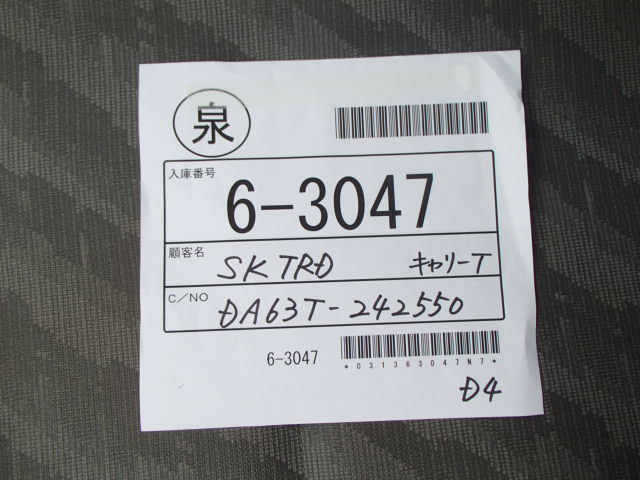 泉
入庫番号
6-3047
顧客名 SK TRD キャリーT
C/NO DA63T-242550
6-3047
*031363047N7*
D4